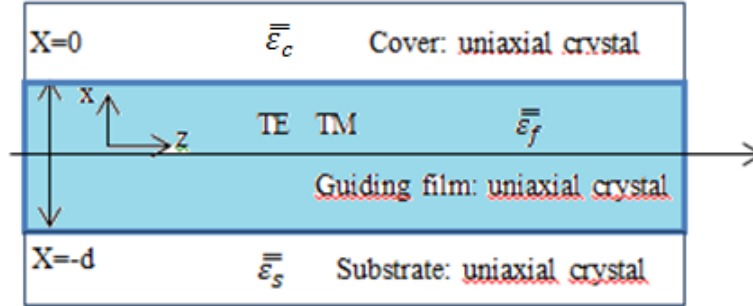 X=0 ε̿c Cover: uniaxial crystal
x
z TE TM ε̿f
Guiding film: uniaxial crystal
X=-d ε̿s Substrate: uniaxial crystal